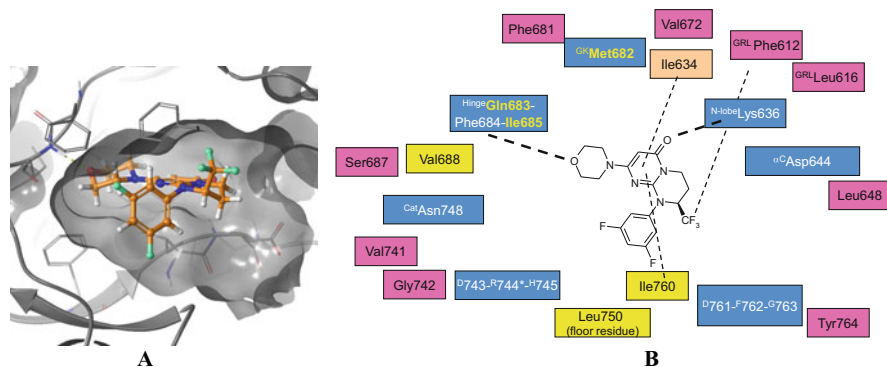 Phe681
Val672
GKMet682
Ile634
GRLPhe612
GRLLeu616
HingeGln683-
Phe684-Ile685
N-lobeLys636
O
O
N
N
N
N
CF3
F
F
Ser687
Val688
αCAsp644
Leu648
CatAsn748
Val741
Gly742
D743-R744*-H745
Ile760
D761-F762-G763
Leu750
(floor residue)
Tyr764
A
B